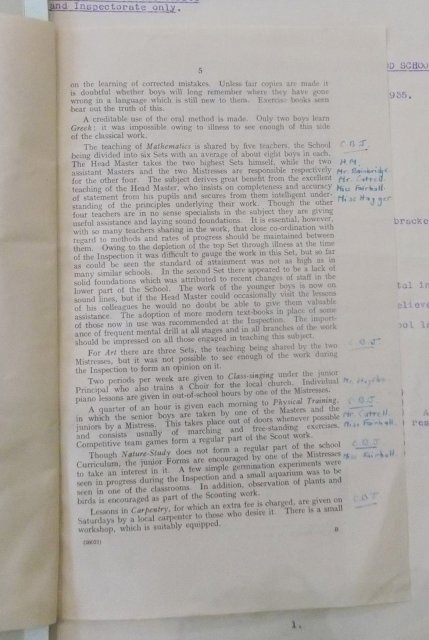 and Inspectorate only.
5
on the learning of corrected mistakes. Unless fair copies are made it
is doubtful whether boys will long remember where they have gone
wrong in a language which is still new to them. Exercise books seen
bear out the truth of this.
A creditable use of the oral method is made. Only two boys learn
Greek; it was impossible owing to illness to see enough of this side
of the classical work.
The teaching of Mathematics is shared by five teachers, the School
being divided into six Sets with an average of about eight boys in each.
The Head Master takes the two highest Sets himself, while the two
assistant Masters and the two Mistresses are responsible respectively
for the other four. The subject derives great benefit from the excellent
teaching of the Head Master, who insists on completeness and accuracy
of statement from his pupils and secures from them intelligent under-
standing of the principles underlying their work. Though the other
four teachers are in no sense specialists in the subject they are giving
useful assistance and laying sound foundations. It is essential, however,
with so many teachers sharing in the work, that close co-ordination with
regard to methods and rates of progress should be maintained between
them. Owing to the depletion of the top Set through illness at the time
of the Inspection it was difficult to gauge the work in this Set, but so far
as could be seen the standard of attainment was not as high as in
many similar schools. In the second Set there appeared to be a lack of
solid foundations which was attributed to recent changes of staff in the
lower part of the School. The work of the younger boys is now on
sound lines, but if the Head Master could occasionally visit the lessons
of his colleagues he would no doubt be able to give them valuable
assistance. The adoption of more modern text-books in place of some
of those now in use was recommended at the Inspection. The import-
ance of frequent mental drill at all stages and in all branches of the work
should be impressed on all those engaged in teaching this subject.
For Art there are three Sets, the teaching being shared by the two
Mistresses, but it was not possible to see enough of the work during
the Inspection to form an opinion on it.
Two periods per week are given to Class-singing under the junior
Principal who also trains a Choir for the local church. Individual
piano lessons are given in out-of-school hours by one of the Mistresses.
A quarter of an hour is given each morning to Physical Training,
in which the senior boys are taken by one of the Masters and the
juniors by a Mistress. This takes place out of doors whenever possible
and consists usually of marching and free-standing exercises.
Competitive team games form a regular part of the Scout work.
Though Nature-Study does not form a regular part of the school
Curriculum, the junior Forms are encouraged by one of the Mistresses
to take an interest in it. A few simple germination experiments were
seen in progress during the Inspection and a small aquarium was to be
seen in one of the classrooms. In addition, observation of plants and
birds is encouraged as part of the Scouting work.
Lessons in Carpentry, for which an extra fee is charged, are given on
Saturdays by a local carpenter to those who desire it. There is a small
workshop, which is suitably equipped.
B
C.B.J.
H.M.
Mr. Bainbridge
Mr. Catrell
Miss Fairhall
Miss Hagger
C.B.J.
C.B.J.
Mr. Catrell
Miss Fairhall
C.B.J.
Miss Fairhall
C.B.J.
D SCHOO
935.
bracke
tal in
elieve
ool la
A
res
1.